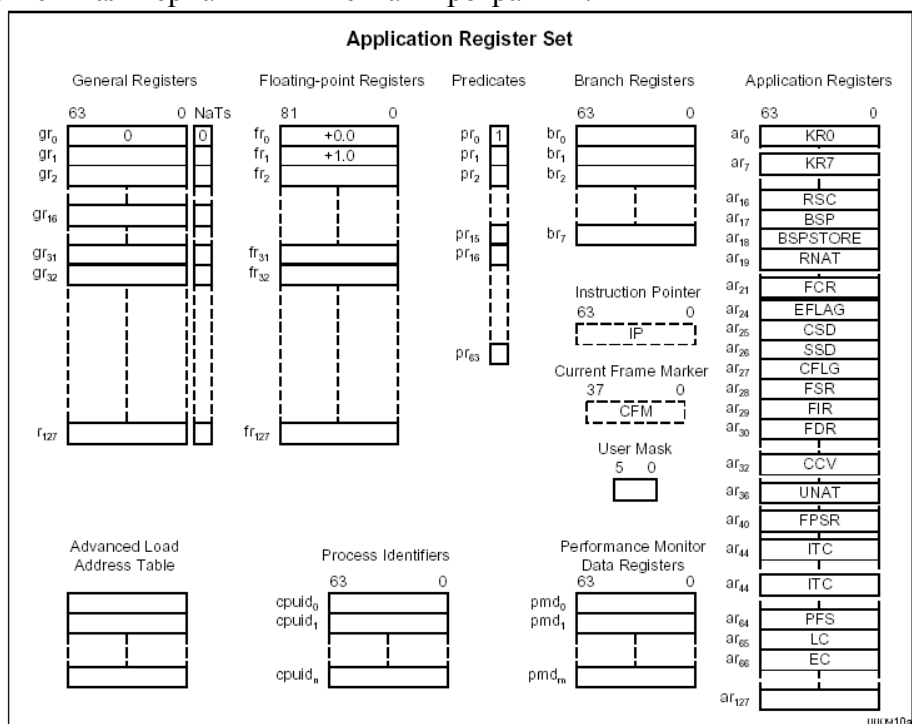 Application Register Set
General Registers
63 0 NaTs
gr0 0 0
gr1
gr2
gr16
gr31
gr32
r127
Floating-point Registers
81 0
fr0 +0.0
fr1 +1.0
fr2
fr31
fr32
fr127
Predicates
pr0 1
pr1
pr2
pr15
pr16
pr63
Branch Registers
63 0
br0
br1
br2
br7
Instruction Pointer
63 0
IP
Current Frame Marker
37 0
CFM
User Mask
5 0
Application Registers
63 0
ar0 KR0
ar7 KR7
ar16 RSC
ar17 BSP
ar18 BSPSTORE
ar19 RNAT
ar21 FCR
ar24 EFLAG
ar25 CSD
ar26 SSD
ar27 CFLG
ar28 FSR
ar29 FIR
ar30 FDR
ar32 CCV
ar36 UNAT
ar40 FPSR
ar44 ITC
ar44 ITC
ar64 PFS
ar65 LC
ar66 EC
ar127
Advanced Load
Address Table
Process Identifiers
63 0
cpuid0
cpuid1
cpuidn
Performance Monitor
Data Registers
63 0
pmd0
pmd1
pmdm